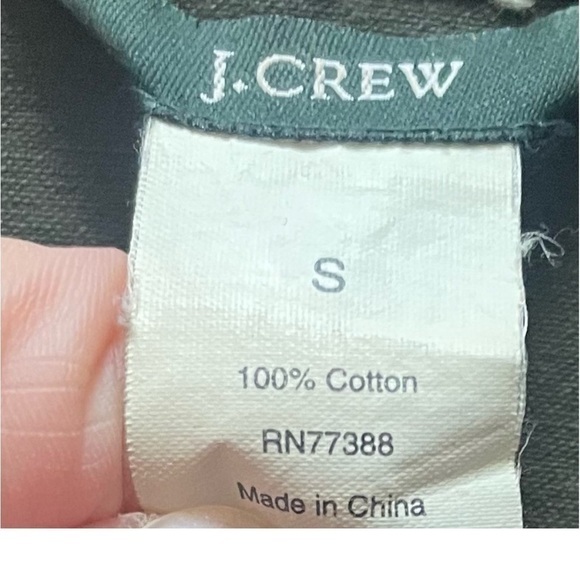 J.CREW
S
100% Cotton
RN77388
Made in China